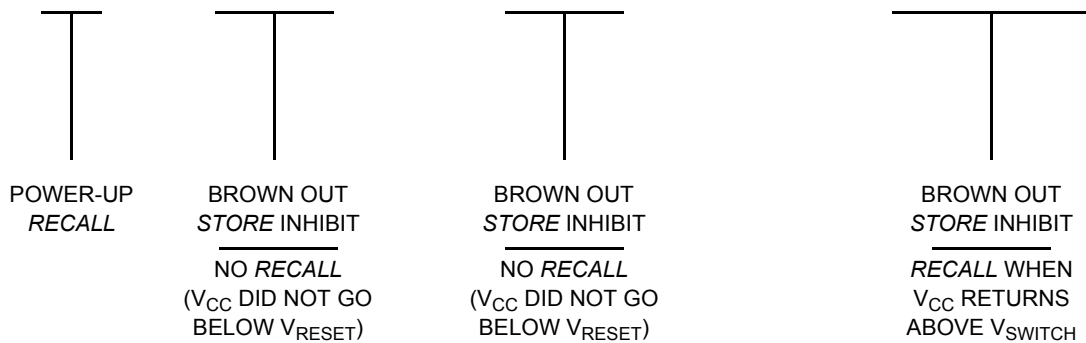 POWER-UP
RECALL
BROWN OUT
STORE INHIBIT
NO RECALL
(VCC DID NOT GO
BELOW VRESET)
BROWN OUT
STORE INHIBIT
NO RECALL
(VCC DID NOT GO
BELOW VRESET)
BROWN OUT
STORE INHIBIT
RECALL WHEN
VCC RETURNS
ABOVE VSWITCH